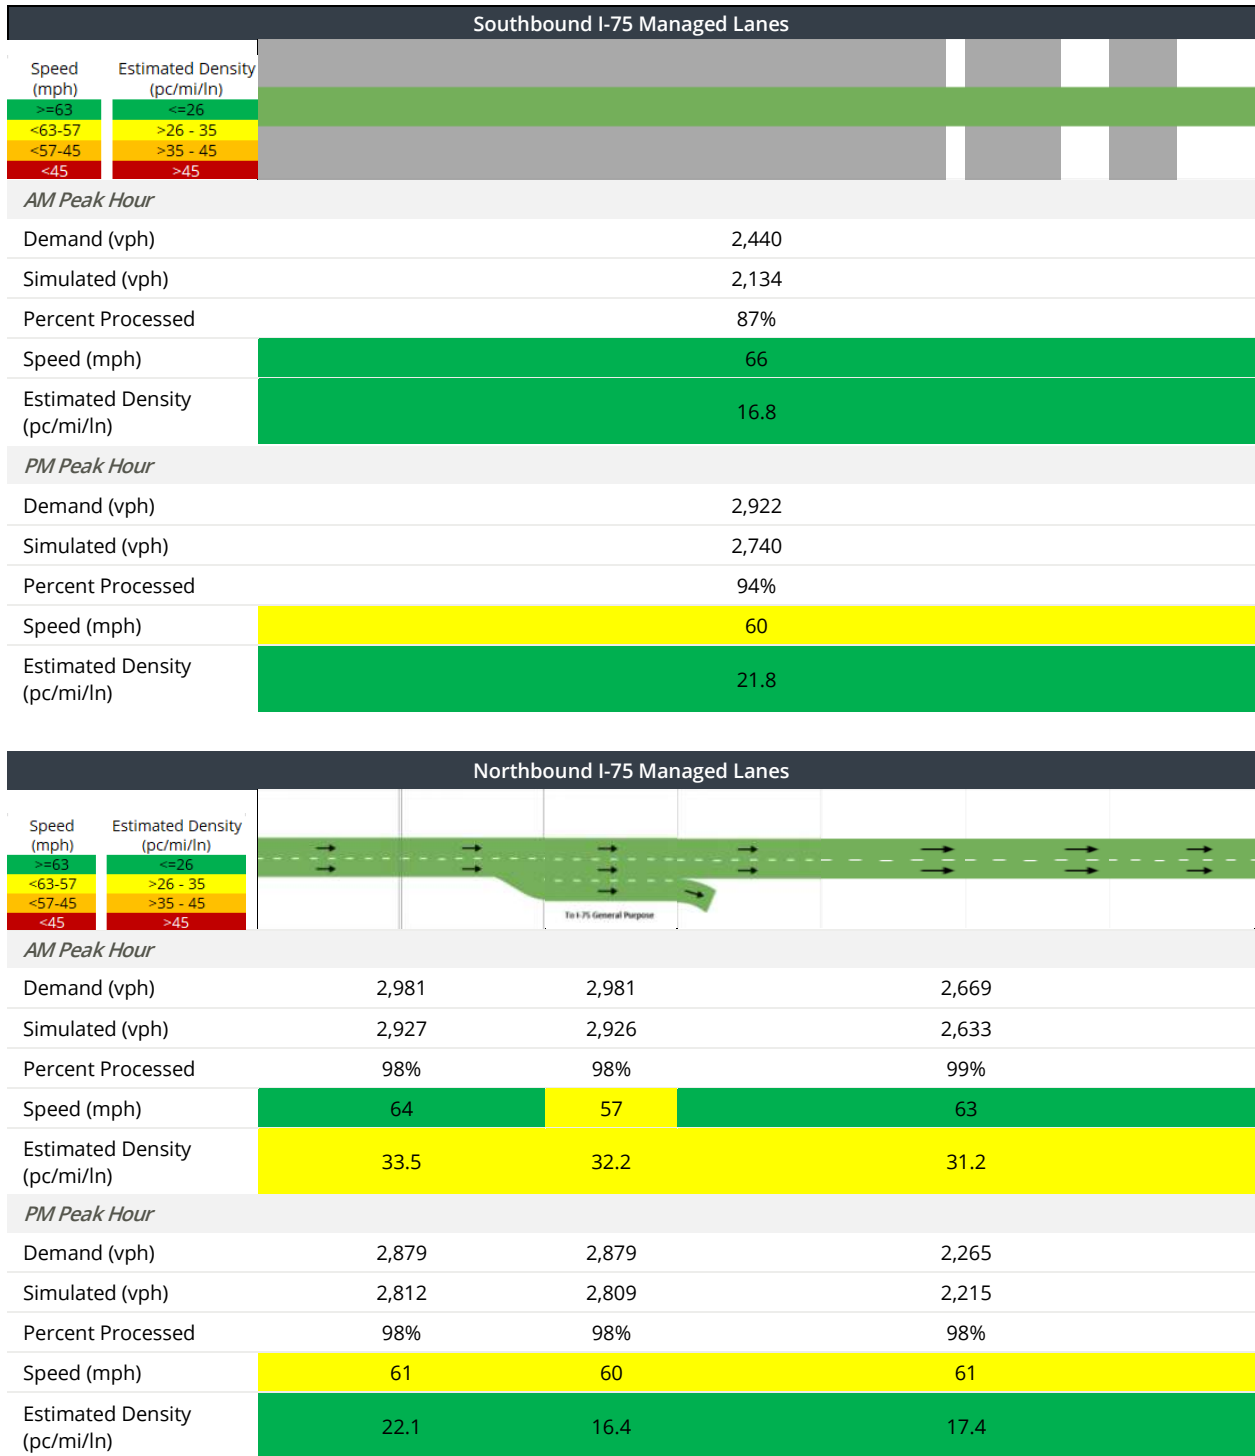 Southbound I-75 Managed Lanes
Speed Estimated Density
(mph) (pc/mi/ln)
>=63 <=26
<63-57 >26 - 35
<57-45 >35 - 45
<45 >45
AM Peak Hour
Demand (vph) 2,440
Simulated (vph) 2,134
Percent Processed 87%
Speed (mph) 66
Estimated Density
(pc/mi/ln) 16.8
PM Peak Hour
Demand (vph) 2,922
Simulated (vph) 2,740
Percent Processed 94%
Speed (mph) 60
Estimated Density
(pc/mi/ln) 21.8
Northbound I-75 Managed Lanes
Speed Estimated Density
(mph) (pc/mi/ln)
>=63 <=26
<63-57 >26 - 35
<57-45 >35 - 45
<45 >45
To I-75 General Purpose
AM Peak Hour
Demand (vph) 2,981 2,981 2,669
Simulated (vph) 2,927 2,926 2,633
Percent Processed 98% 98% 99%
Speed (mph) 64 57 63
Estimated Density
(pc/mi/ln) 33.5 32.2 31.2
PM Peak Hour
Demand (vph) 2,879 2,879 2,265
Simulated (vph) 2,812 2,809 2,215
Percent Processed 98% 98% 98%
Speed (mph) 61 60 61
Estimated Density
(pc/mi/ln) 22.1 16.4 17.4